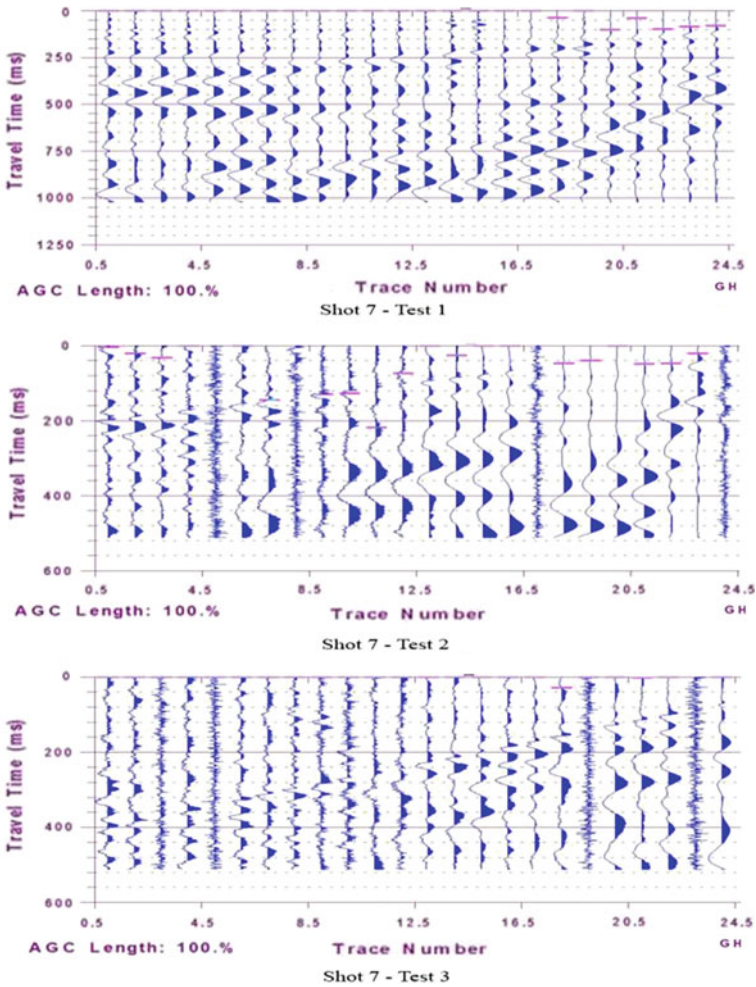 0
250
500
750
1000
1250
Travel Time (ms)
0.5 4.5 8.5 12.5 16.5 20.5 24.5
AGC Length: 100.% Trace Number GH
Shot 7 - Test 1
0
200
400
600
Travel Time (ms)
0.5 4.5 8.5 12.5 16.5 20.5 24.5
AGC Length: 100.% Trace Number GH
Shot 7 - Test 2
0
200
400
600
Travel Time (ms)
0.5 4.5 8.5 12.5 16.5 20.5 24.5
AGC Length: 100.% Trace Number GH
Shot 7 - Test 3